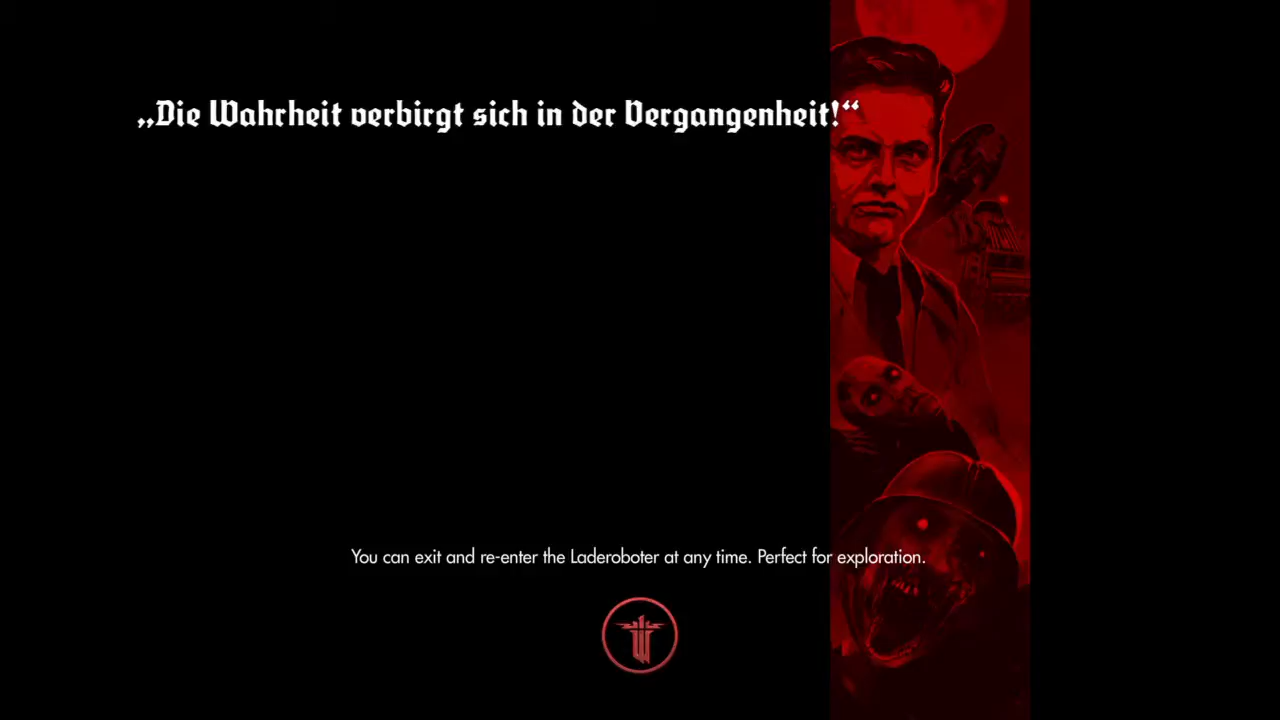 „Die Wahrheit verbirgt sich in der Vergangenheit!“
You can exit and re-enter the Laderoboter at any time. Perfect for exploration.